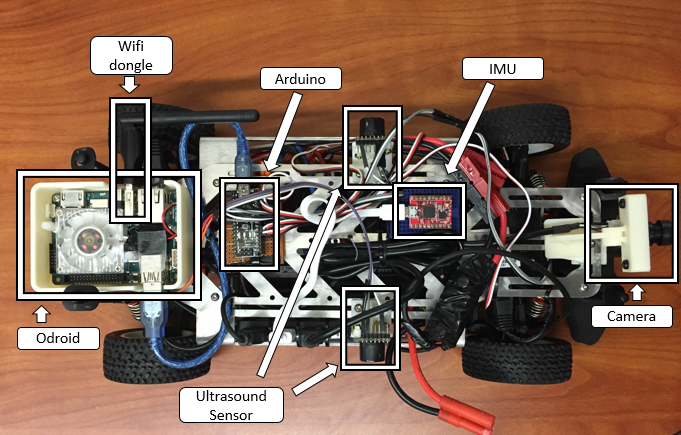 Wifi
dongle
Arduino
IMU
Odroid
Camera
Ultrasound
Sensor